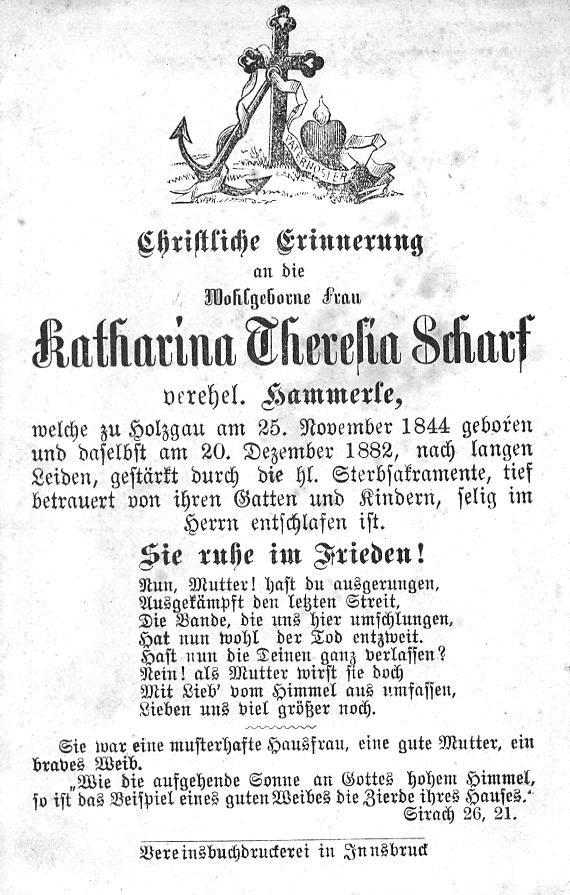 PATERNOSTER
Christliche Erinnerung
an die
Wohlgeborne Frau
Katharina Theresia Scharf
verehel. Hammerle,
welche zu Holzgau am 25. November 1844 geboren
und daselbst am 20. Dezember 1882, nach langen
Leiden, gestärkt durch die hl. Sterbsakramente, tief
betrauert von ihren Gatten und Kindern, selig im
Herrn entschlafen ist.
Sie ruhe im Frieden!
Nun, Mutter! hast du ausgerungen,
Ausgekämpft den letzten Streit,
Die Bande, die uns hier umschlungen,
Hat nun wohl der Tod entzweit.
Hast nun die Deinen ganz verlassen?
Nein! als Mutter wirst sie doch
Mit Lieb' vom Himmel aus umfassen,
Lieben uns viel größer noch.
Sie war eine musterhafte Hausfrau, eine gute Mutter, ein
braves Weib.
„Wie die aufgehende Sonne an Gottes hohem Himmel,
so ist das Beispiel eines guten Weibes die Zierde ihres Hauses.“
Sirach 26, 21.
Vereinsbuchdruckerei in Innsbruck